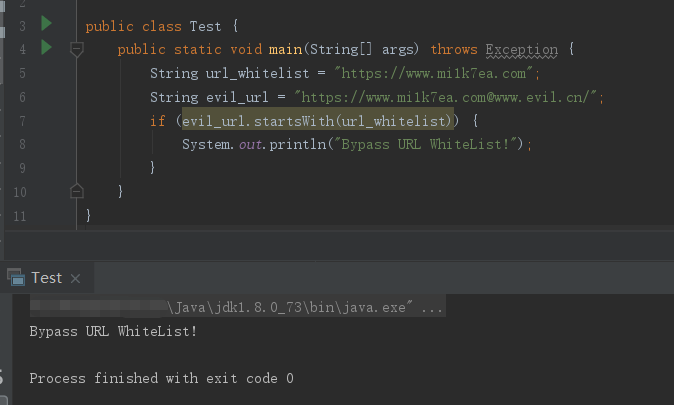 2
3 public class Test {
4 public static void main(String[] args) throws Exception {
5 String url_whitelist = "https://www.mi1k7ea.com";
6 String evil_url = "https://www.mi1k7ea.com@www.evil.cn/";
7 if (evil_url.startsWith(url_whitelist)) {
8 System.out.println("Bypass URL WhiteList!");
9 }
10 }
11 }
Test ×
\Java\jdk1.8.0_73\bin\java.exe" ...
Bypass URL WhiteList!
Process finished with exit code 0